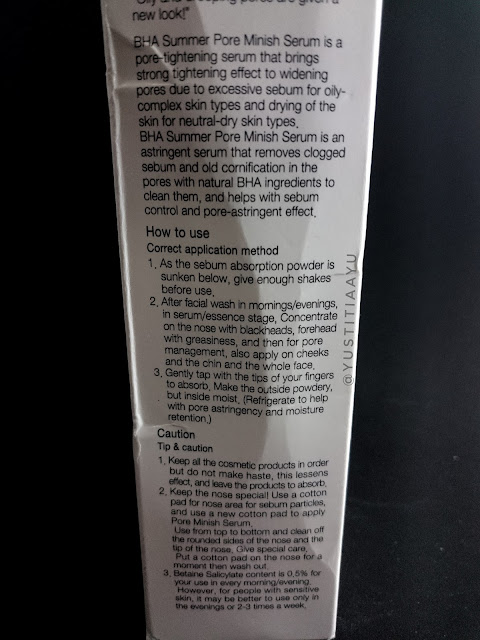 new look!"
BHA Summer Pore Minish Serum is a
pore-tightening serum that brings
strong tightening effect to widening
pores due to excessive sebum for oily-
complex skin types and drying of the
skin for neutral-dry skin types.
BHA Summer Pore Minish Serum is an
astringent serum that removes clogged
sebum and old cornification in the
pores with natural BHA ingredients to
clean them, and helps with sebum
control and pore-astringent effect.
How to use
Correct application method
1. As the sebum absorption powder is
sunken below, give enough shakes
before use.
2. After facial wash in mornings/evenings,
in serum/essence stage, Concentrate
on the nose with blackheads, forehead
with greasiness, and then for pore
management, also apply on cheeks
and the chin and the whole face.
3. Gently tap with the tips of your fingers
to absorb. Make the outside powdery,
but inside moist. (Refrigerate to help
with pore astringency and moisture
retention.)
Caution
Tip & caution
1. Keep all the cosmetic products in order
but do not make haste, this lessens
effect, and leave the products to absorb.
2. Keep the nose special! Use a cotton
pad for nose area for sebum particles,
and use a new cotton pad to apply
Pore Minish Serum.
Use from top to bottom and clean off
the rounded sides of the nose and the
tip of the nose. Give special care.
Put a cotton pad on the nose for a
moment then wash out.
3. Betaine Salicylate content is 0.5% for
your use in every morning/evening.
However, for people with sensitive
skin, it may be better to use only in
the evenings or 2-3 times a week.
@YUSTITIAAYU